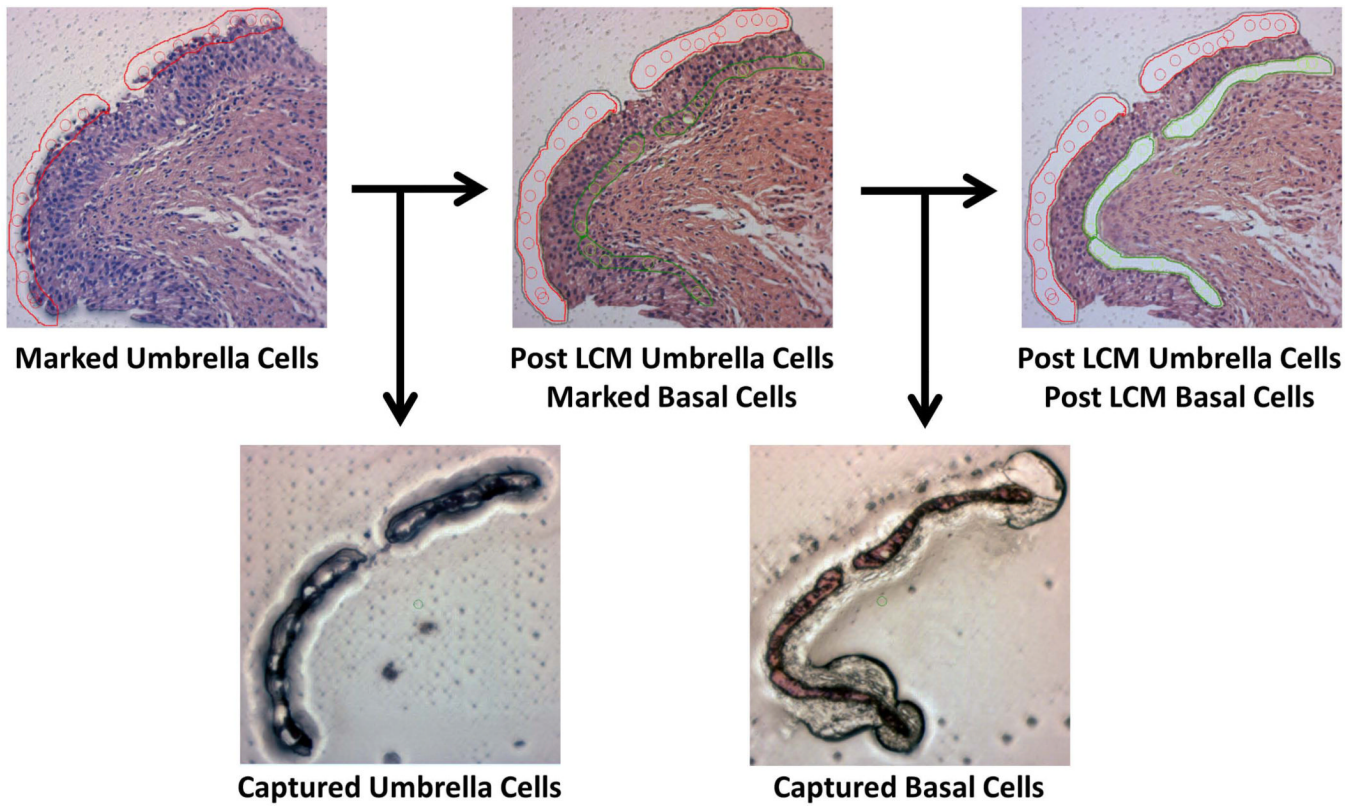 Marked Umbrella Cells
Post LCM Umbrella Cells
Marked Basal Cells
Post LCM Umbrella Cells
Post LCM Basal Cells
Captured Umbrella Cells
Captured Basal Cells